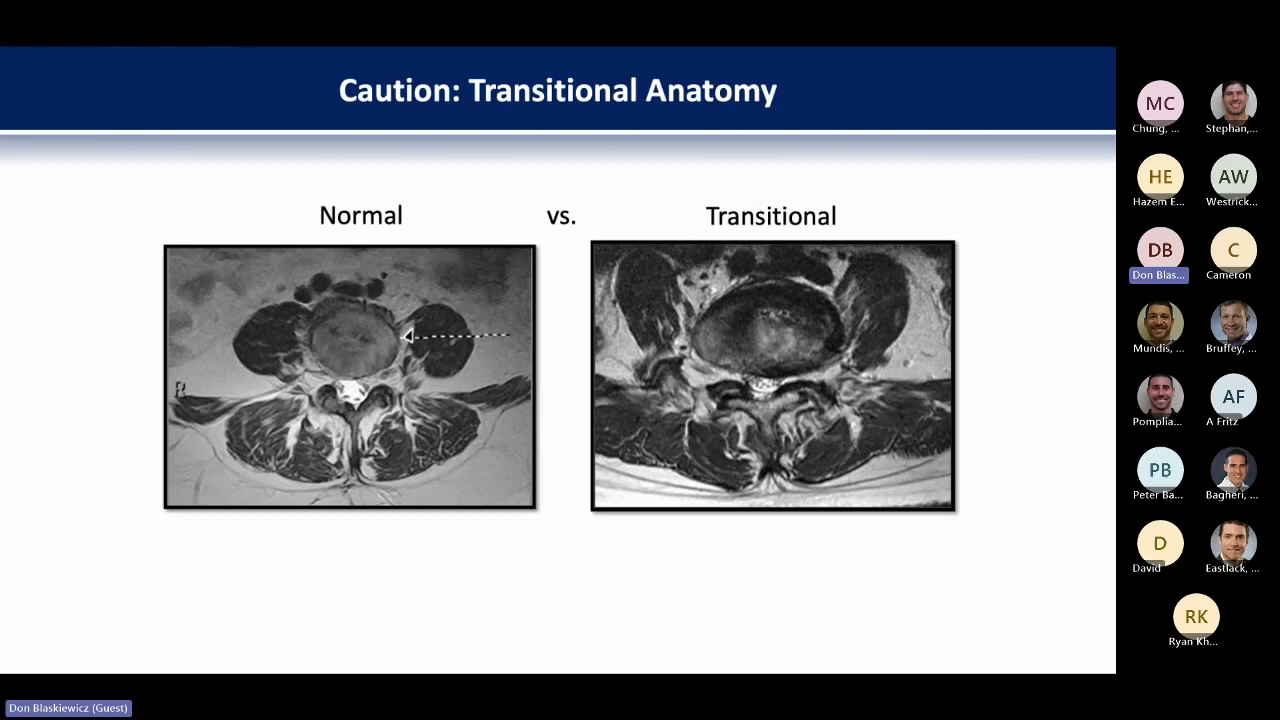 Caution: Transitional Anatomy
Normal vs. Transitional
MC
Chung, ...
Stephan,...
HE
Hazem E...
AW
Westrick...
DB
Don Blas...
C
Cameron
Mundis, ...
Bruffey, ...
Pomplia...
AF
A Fritz
PB
Peter Ba...
Bagheri, ...
D
David
Eastlack, ...
RK
Ryan Kh...
Don Blaskiewicz (Guest)